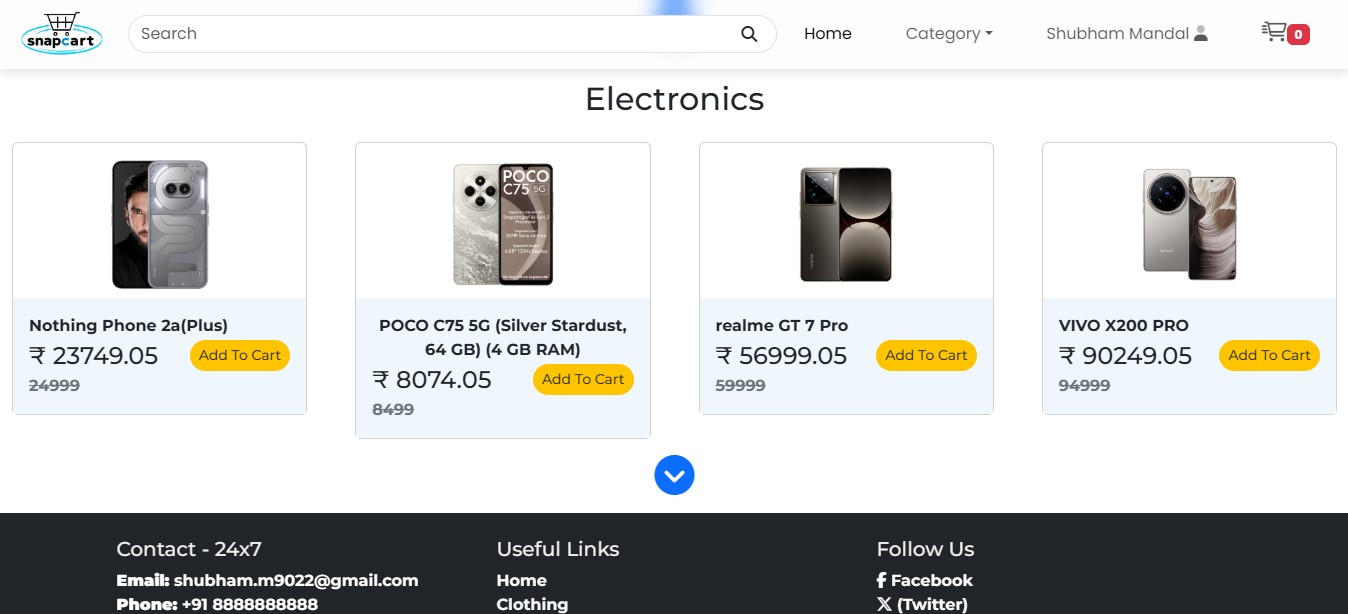 snapcart
Search
Home
Category
Shubham Mandal
0
Electronics
POCO
C75 5G
Nothing Phone 2a(Plus)
₹ 23749.05
Add To Cart
24999
POCO C75 5G (Silver Stardust,
64 GB) (4 GB RAM)
₹ 8074.05
Add To Cart
8499
realme GT 7 Pro
₹ 56999.05
Add To Cart
59999
VIVO X200 PRO
₹ 90249.05
Add To Cart
94999
Contact - 24x7
Email: shubham.m9022@gmail.com
Phone: +91 8888888888
Useful Links
Home
Clothing
Follow Us
Facebook
X (Twitter)